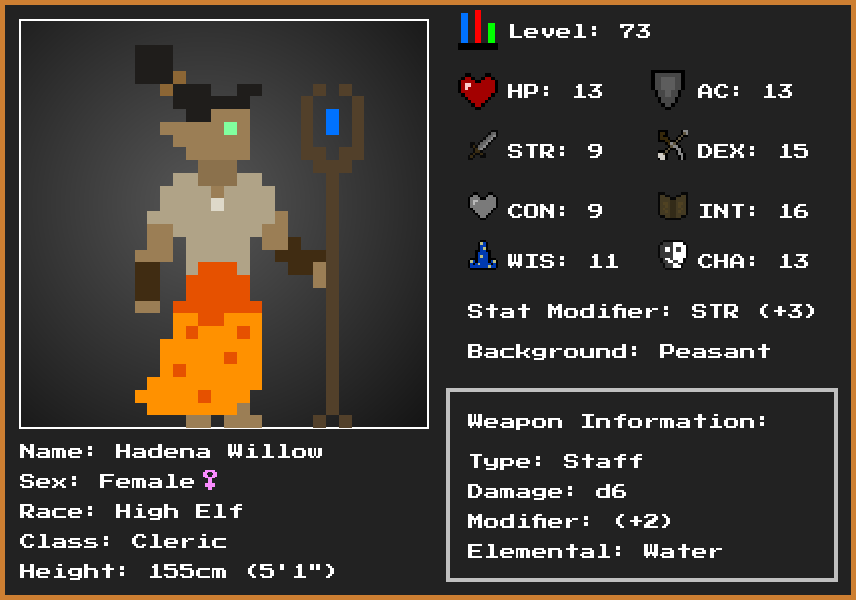 Level: 73
HP: 13 AC: 13
STR: 9 DEX: 15
CON: 9 INT: 16
WIS: 11 CHA: 13
Stat Modifier: STR (+3)
Background: Peasant
Weapon Information:
Type: Staff
Damage: d6
Modifier: (+2)
Elemental: Water
Name: Hadena Willow
Sex: Female♀
Race: High Elf
Class: Cleric
Height: 155cm (5'1")